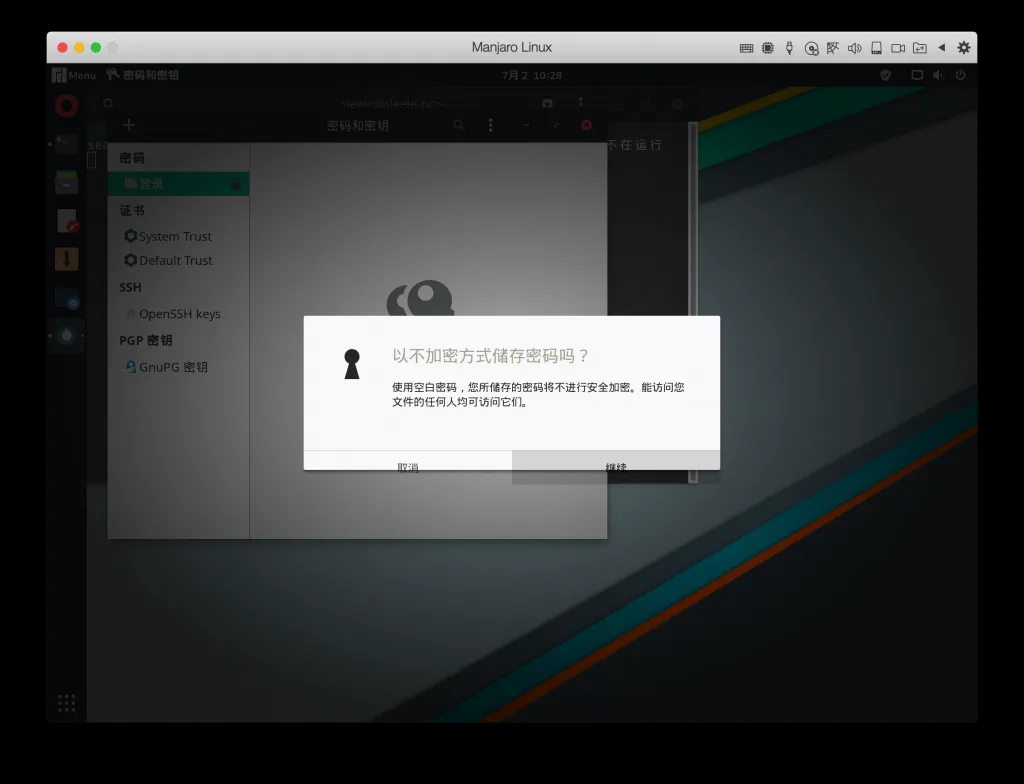 Manjaro Linux
Menu
密码和密钥
7月 2 10:28
密码和密钥
sea
不在运行
密码
登录
证书
System Trust
Default Trust
SSH
OpenSSH keys
PGP 密钥
GnuPG 密钥
以不加密方式储存密码吗？
使用空白密码，您所储存的密码将不进行安全加密。能访问您
文件的任何人均可访问它们。
取消
继续